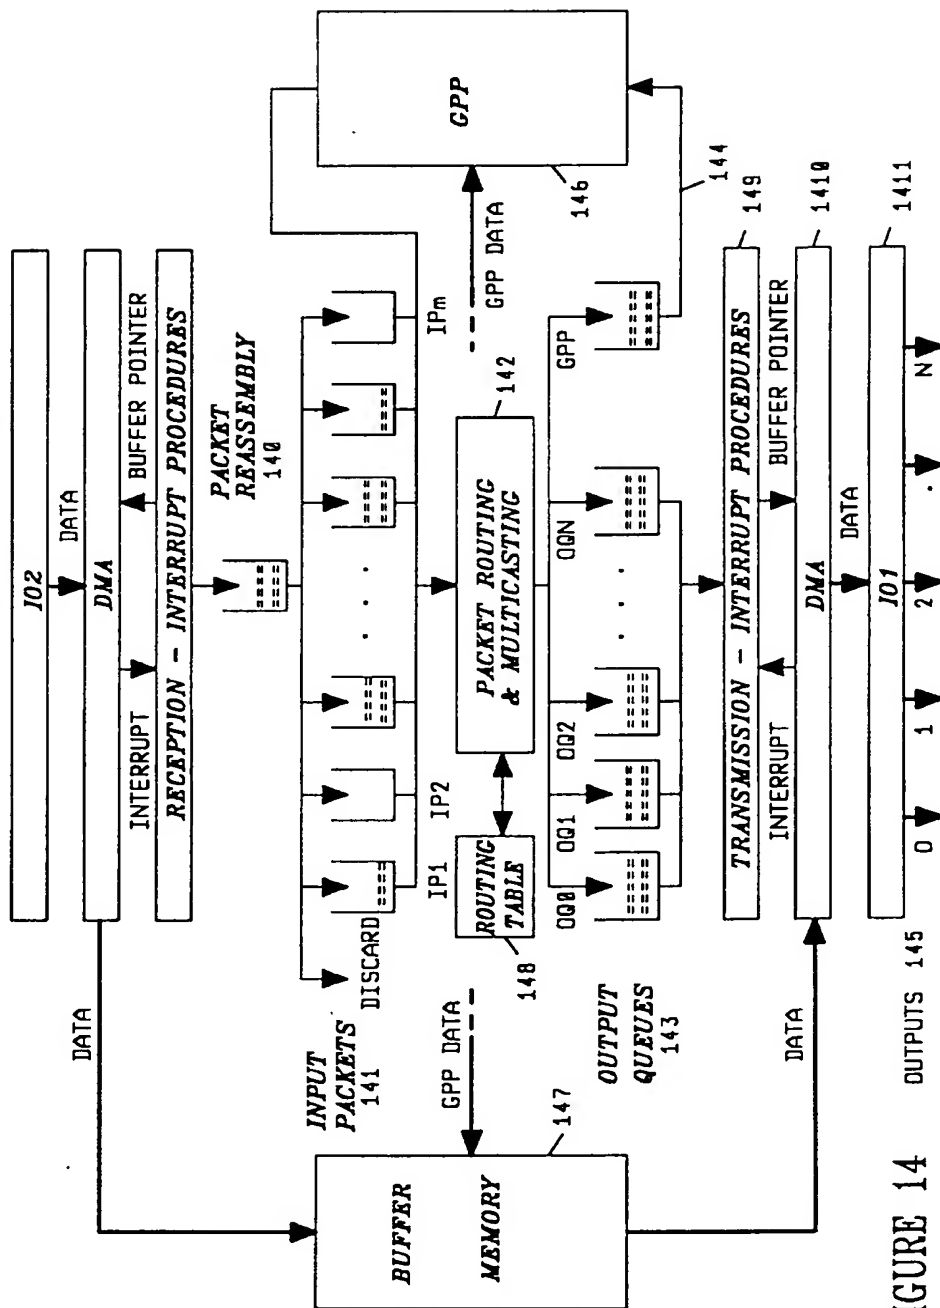 IO2
DATA
DMA
INTERRUPT
BUFFER POINTER
RECEPTION - INTERRUPT PROCEDURES
DATA
PACKET
REASSEMBLY
140
INPUT
PACKETS
141
DISCARD
IP1
IP2
IPm
GPP
146
ROUTING
TABLE
148
PACKET ROUTING
& MULTICASTING
142
GPP DATA
GPP DATA
BUFFER
MEMORY
147
OUTPUT
QUEUES
143
OQ0
OQ1
OQ2
OQN
GPP
144
TRANSMISSION - INTERRUPT PROCEDURES
149
INTERRUPT
BUFFER POINTER
DATA
DMA
1410
DATA
IO1
1411
OUTPUTS 145
0
1
2
.
N
FIGURE 14